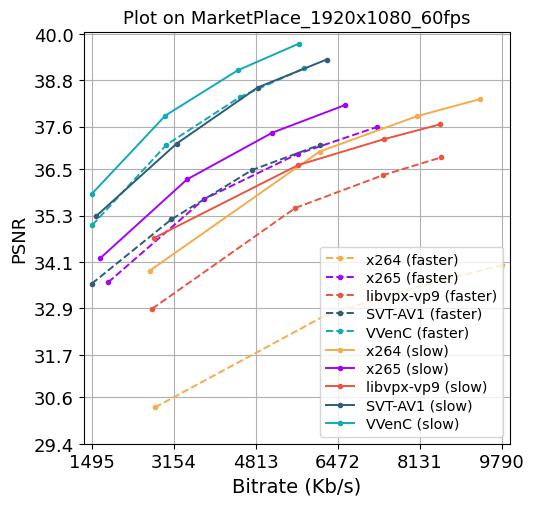 Plot on MarketPlace_1920x1080_60fps
40.0
38.8
37.6
36.5
35.3
34.1
32.9
31.7
30.6
29.4
PSNR
x264 (faster)
x265 (faster)
libvpx-vp9 (faster)
SVT-AV1 (faster)
VVenC (faster)
x264 (slow)
x265 (slow)
libvpx-vp9 (slow)
SVT-AV1 (slow)
VVenC (slow)
1495 3154 4813 6472 8131 9790
Bitrate (Kb/s)